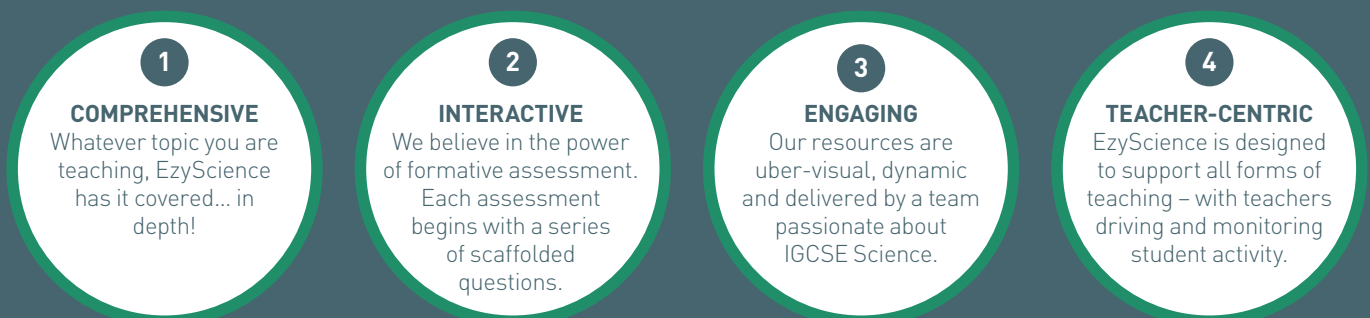 1
COMPREHENSIVE
Whatever topic you are
teaching, EzyScience
has it covered... in
depth!
2
INTERACTIVE
We believe in the power
of formative assessment.
Each assessment
begins with a series
of scaffolded
questions.
3
ENGAGING
Our resources are
uber-visual, dynamic
and delivered by a team
passionate about
IGCSE Science.
4
TEACHER-CENTRIC
EzyScience is designed
to support all forms of
teaching – with teachers
driving and monitoring
student activity.